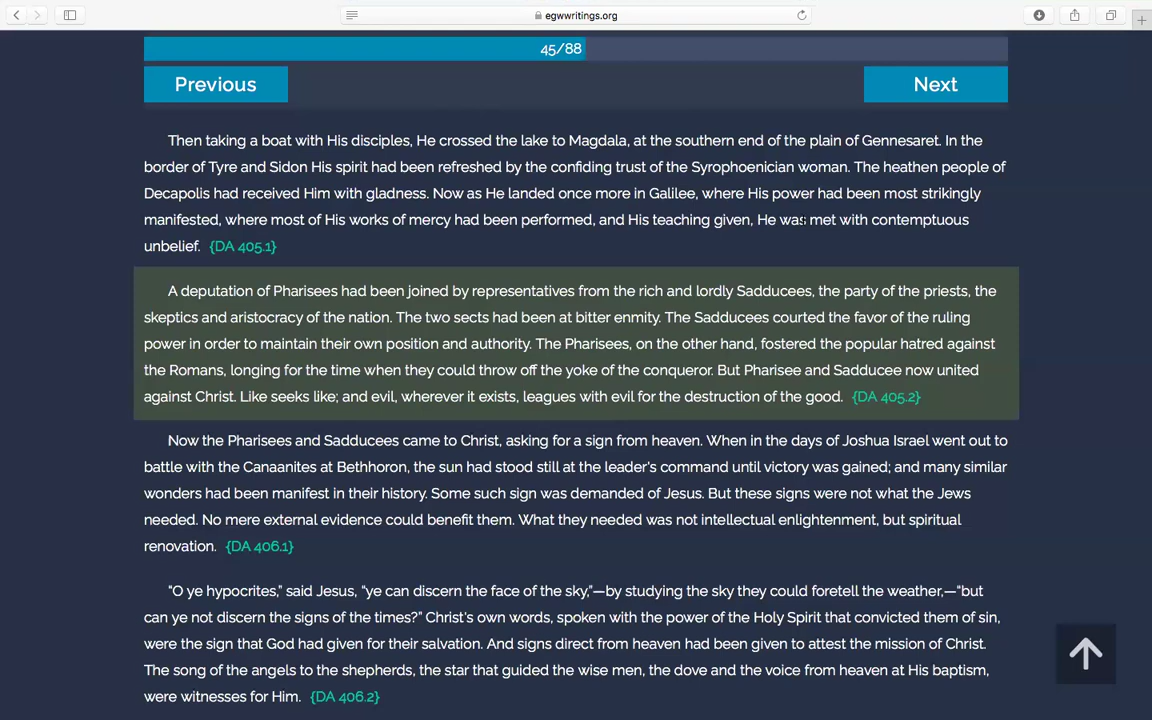 egwwritings.org
45/88
Previous
Next
Then taking a boat with His disciples, He crossed the lake to Magdala, at the southern end of the plain of Gennesaret. In the
border of Tyre and Sidon His spirit had been refreshed by the confiding trust of the Syrophoenician woman. The heathen people of
Decapolis had received Him with gladness. Now as He landed once more in Galilee, where His power had been most strikingly
manifested, where most of His works of mercy had been performed, and His teaching given, He was met with contemptuous
unbelief. {DA 405.1}
A deputation of Pharisees had been joined by representatives from the rich and lordly Sadducees, the party of the priests, the
skeptics and aristocracy of the nation. The two sects had been at bitter enmity. The Sadducees courted the favor of the ruling
power in order to maintain their own position and authority. The Pharisees, on the other hand, fostered the popular hatred against
the Romans, longing for the time when they could throw off the yoke of the conqueror. But Pharisee and Sadducee now united
against Christ. Like seeks like; and evil, wherever it exists, leagues with evil for the destruction of the good. {DA 405.2}
Now the Pharisees and Sadducees came to Christ, asking for a sign from heaven. When in the days of Joshua Israel went out to
battle with the Canaanites at Bethhoron, the sun had stood still at the leader's command until victory was gained; and many similar
wonders had been manifest in their history. Some such sign was demanded of Jesus. But these signs were not what the Jews
needed. No mere external evidence could benefit them. What they needed was not intellectual enlightenment, but spiritual
renovation. {DA 406.1}
“O ye hypocrites,” said Jesus, “ye can discern the face of the sky,”—by studying the sky they could foretell the weather,—“but
can ye not discern the signs of the times?” Christ's own words, spoken with the power of the Holy Spirit that convicted them of sin,
were the sign that God had given for their salvation. And signs direct from heaven had been given to attest the mission of Christ.
The song of the angels to the shepherds, the star that guided the wise men, the dove and the voice from heaven at His baptism,
were witnesses for Him. {DA 406.2}